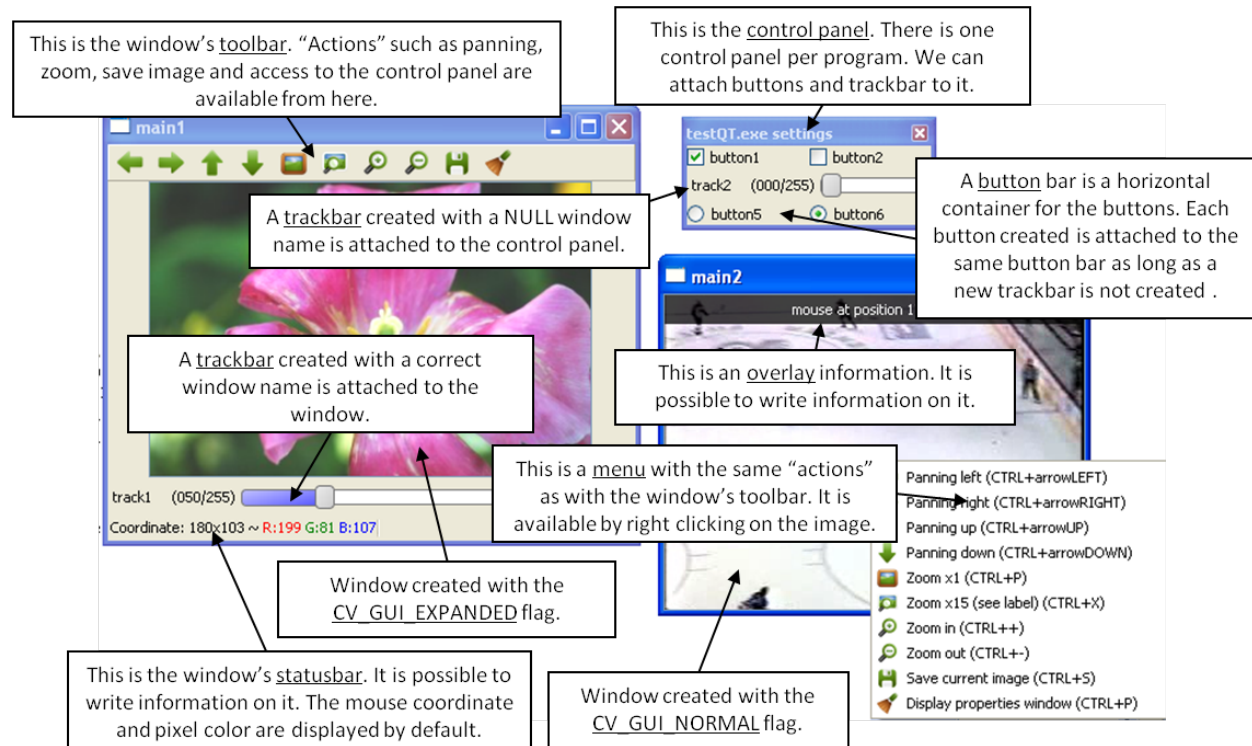 This is the window's toolbar. “Actions” such as panning,
zoom, save image and access to the control panel are
available from here.
This is the control panel. There is one
control panel per program. We can
attach buttons and trackbar to it.
main1
testQT.exe settings
button1
button2
track2 (000/255)
button5
button6
A trackbar created with a NULL window
name is attached to the control panel.
A button bar is a horizontal
container for the buttons. Each
button created is attached to the
same button bar as long as a
new trackbar is not created .
main2
mouse at position 1
A trackbar created with a correct
window name is attached to the
window.
This is an overlay information. It is
possible to write information on it.
This is a menu with the same “actions”
as with the window's toolbar. It is
available by right clicking on the image.
track1 (050/255)
Coordinate: 180x103 ~ R:199 G:81 B:107
Panning left (CTRL+arrowLEFT)
Panning right (CTRL+arrowRIGHT)
Panning up (CTRL+arrowUP)
Panning down (CTRL+arrowDOWN)
Zoom x1 (CTRL+P)
Zoom x15 (see label) (CTRL+X)
Zoom in (CTRL++)
Zoom out (CTRL+-)
Save current image (CTRL+S)
Display properties window (CTRL+P)
Window created with the
CV_GUI_EXPANDED flag.
This is the window's statusbar. It is possible to
write information on it. The mouse coordinate
and pixel color are displayed by default.
Window created with the
CV_GUI_NORMAL flag.